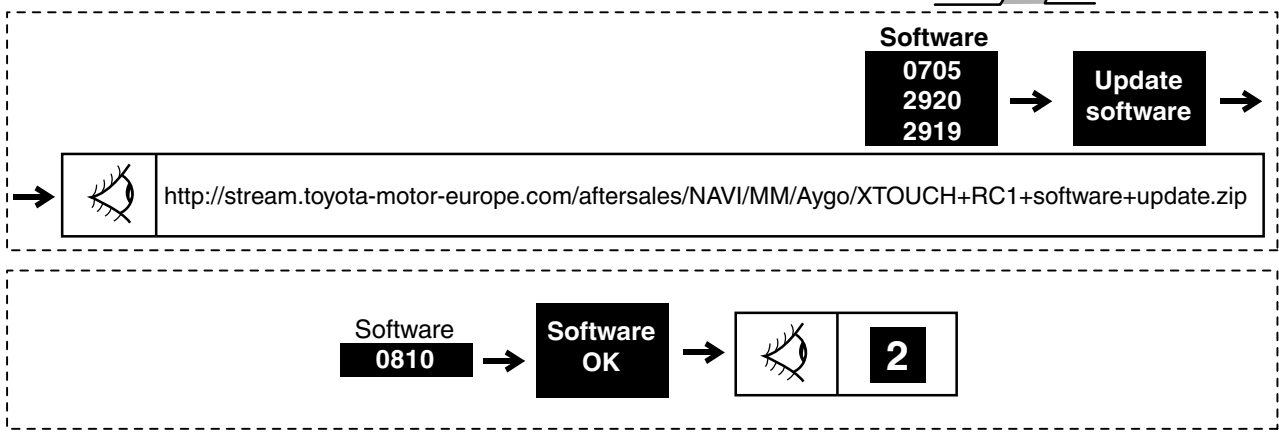 Software
0705
2920
2919
Update
software
http://stream.toyota-motor-europe.com/aftersales/NAVI/MM/Aygo/XTOUCH+RC1+software+update.zip
Software
0810
Software
OK
2